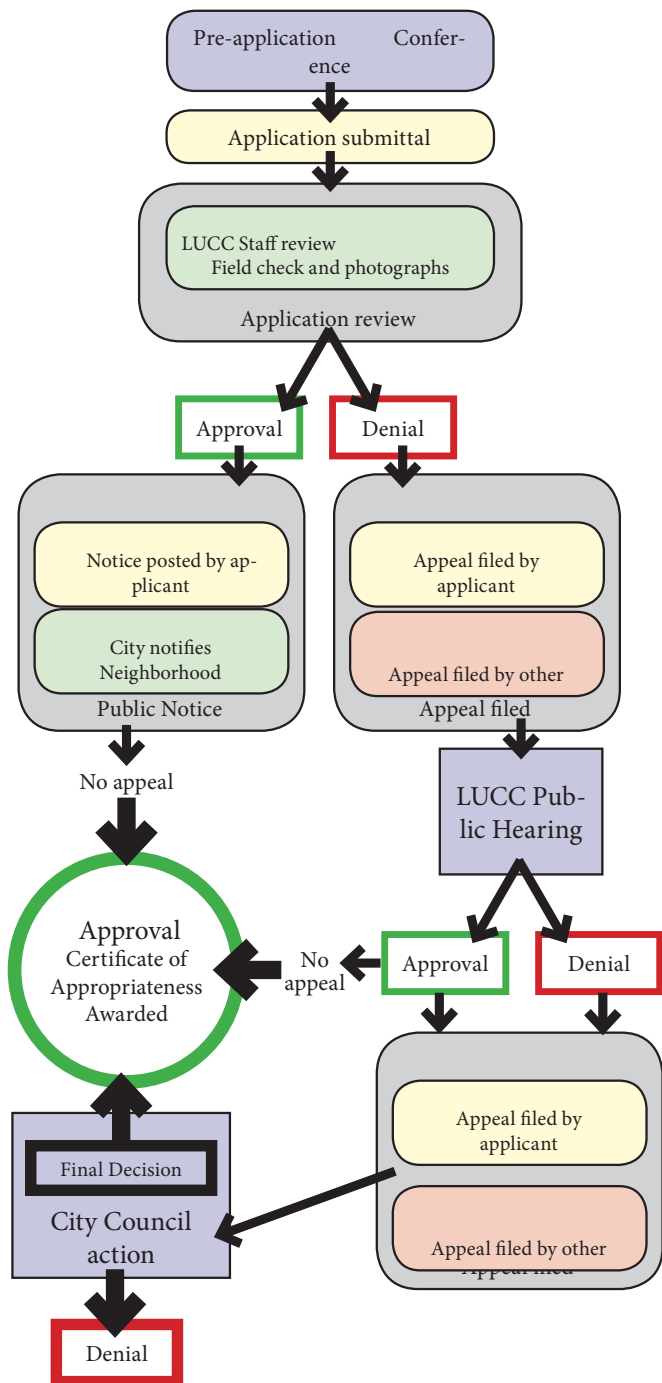 Pre-application Confer-
ence
Application submittal
LUCC Staff review
Field check and photographs
Application review
Approval
Denial
Notice posted by ap-
plicant
City notifies
Neighborhood
Public Notice
Appeal filed by
applicant
Appeal filed by other
Appeal filed
No appeal
LUCC Pub-
lic Hearing
Approval
Certificate of
Appropriateness
Awarded
No
appeal
Approval
Denial
Appeal filed by
applicant
Appeal filed by other
Appeal filed
Final Decision
City Council
action
Denial